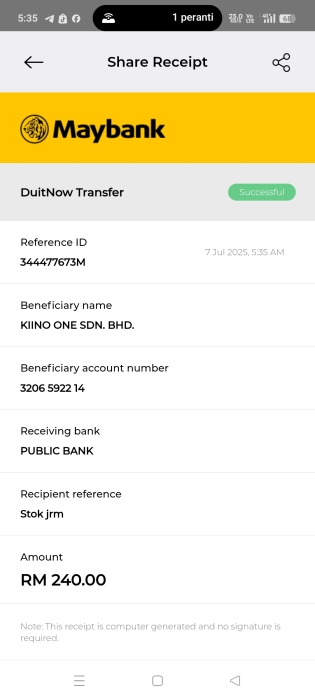 5:35
1 peranti
Share Receipt
Maybank
DuitNow Transfer
Successful
Reference ID
7 Jul 2025, 5:35 AM
344477673M
Beneficiary name
KIINO ONE SDN. BHD.
Beneficiary account number
3206 5922 14
Receiving bank
PUBLIC BANK
Recipient reference
Stok jrm
Amount
RM 240.00
Note: This receipt is computer generated and no signature is
required.